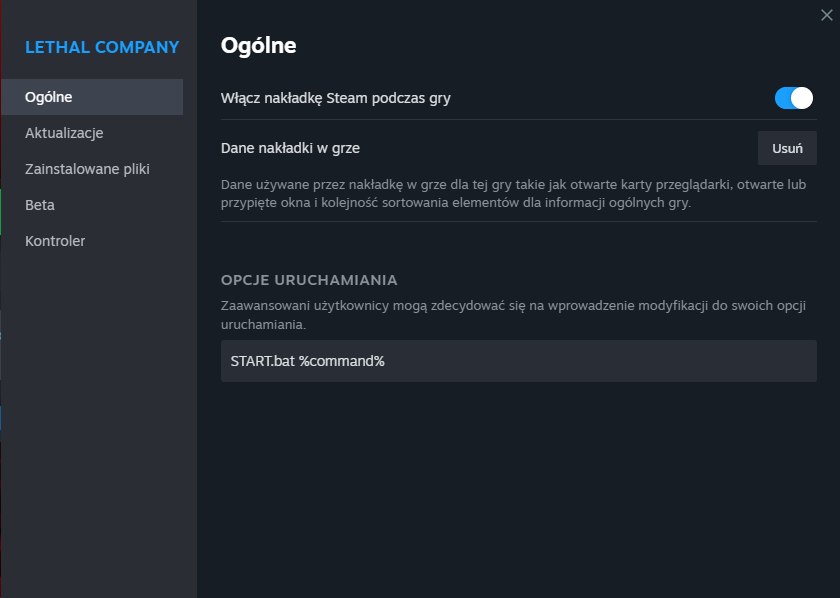 LETHAL COMPANY
Ogólne
Aktualizacje
Zainstalowane pliki
Beta
Kontroler
Ogólne
Włącz nakładkę Steam podczas gry
Dane nakładki w grze
Usuń
Dane używane przez nakładkę w grze dla tej gry takie jak otwarte karty przeglądarki, otwarte lub
przypięte okna i kolejność sortowania elementów dla informacji ogólnych gry.
OPCJE URUCHAMIANIA
Zaawansowani użytkownicy mogą zdecydować się na wprowadzenie modyfikacji do swoich opcji
uruchamiania.
START.bat %command%